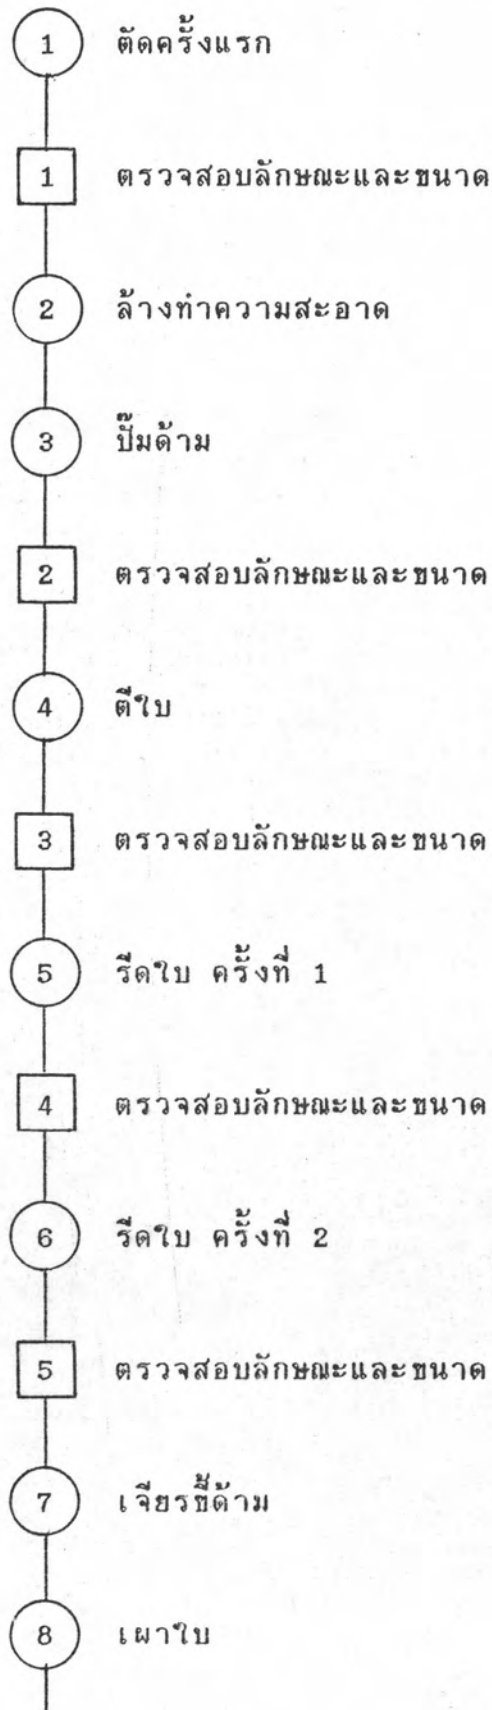 1 ตัดครั้งแรก
1 ตรวจสอบลักษณะและขนาด
2 ล้างทำความสะอาด
3 ปั๊มด้าม
2 ตรวจสอบลักษณะและขนาด
4 ตีใบ
3 ตรวจสอบลักษณะและขนาด
5 รีดใบ ครั้งที่ 1
4 ตรวจสอบลักษณะและขนาด
6 รีดใบ ครั้งที่ 2
5 ตรวจสอบลักษณะและขนาด
7 เจียรขี้ด้าม
8 เผาใบ